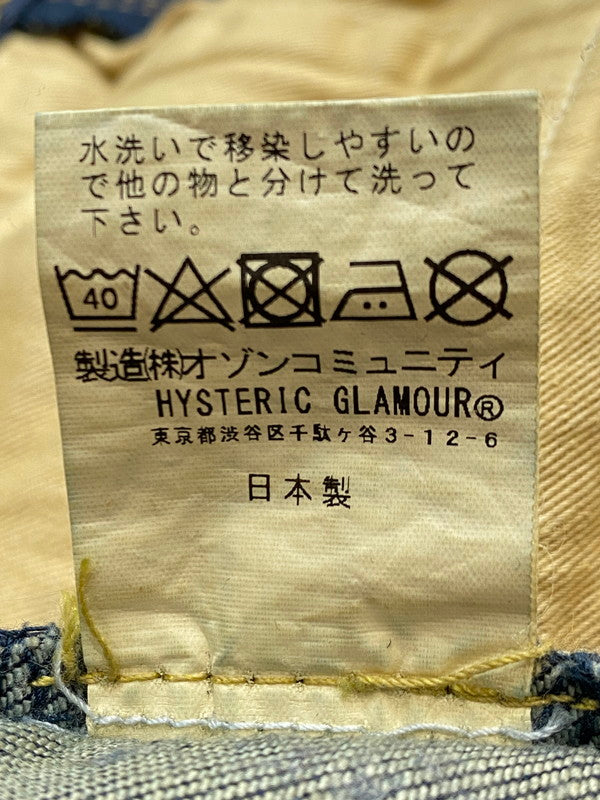 水洗いで移染しやすいの
で他の物と分けて洗って
下さい。
40
製造(株)オゾンコミュニティ
HYSTERIC GLAMOUR®
東京都渋谷区千駄ヶ谷3-12-6
日本製